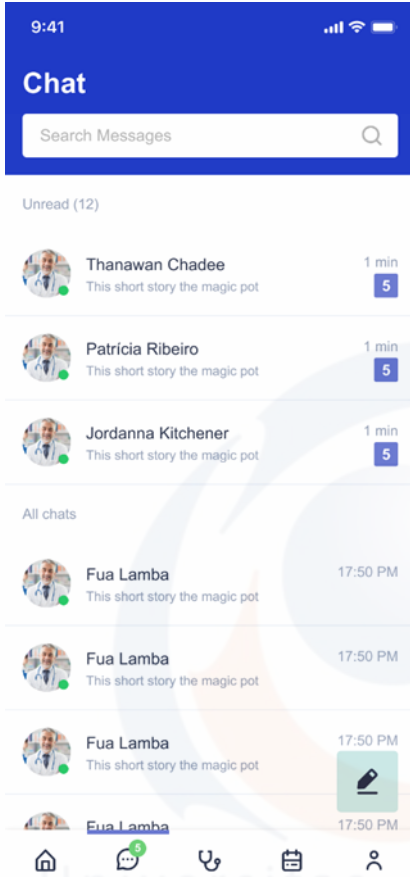 9:41
Chat
Search Messages
Unread (12)
Thanawan Chadee
1 min
This short story the magic pot
5
Patrícia Ribeiro
1 min
This short story the magic pot
5
Jordanna Kitchener
1 min
This short story the magic pot
5
All chats
Fua Lamba
17:50 PM
This short story the magic pot
Fua Lamba
17:50 PM
This short story the magic pot
Fua Lamba
17:50 PM
This short story the magic pot
Fua Lamba
17:50 PM
5